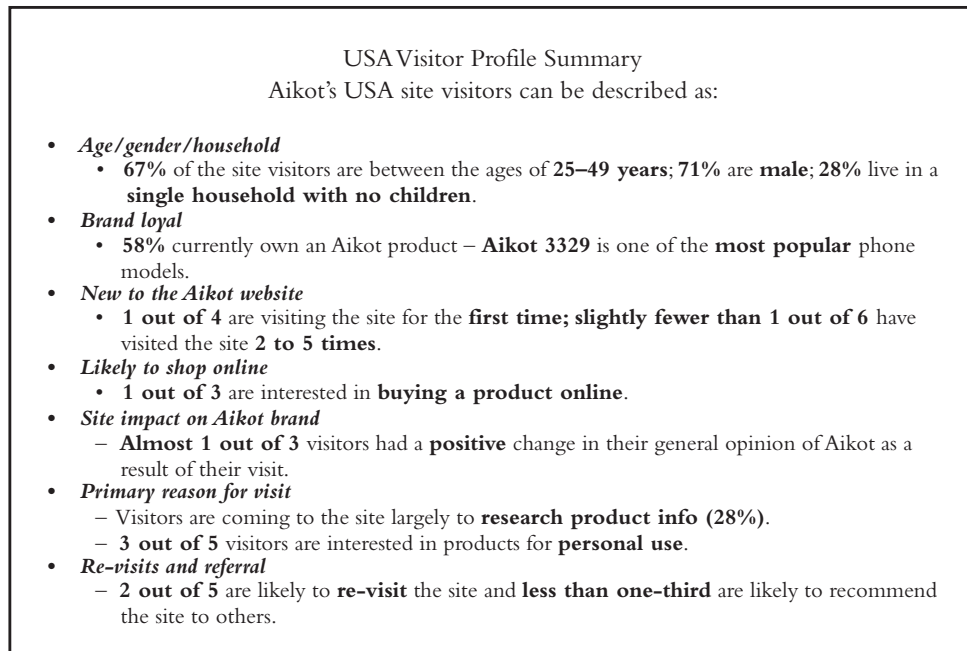 USA Visitor Profile Summary
Aikot's USA site visitors can be described as:
• Age/gender/household
• 67% of the site visitors are between the ages of 25–49 years; 71% are male; 28% live in a
single household with no children.
• Brand loyal
• 58% currently own an Aikot product – Aikot 3329 is one of the most popular phone
models.
• New to the Aikot website
• 1 out of 4 are visiting the site for the first time; slightly fewer than 1 out of 6 have
visited the site 2 to 5 times.
• Likely to shop online
• 1 out of 3 are interested in buying a product online.
• Site impact on Aikot brand
– Almost 1 out of 3 visitors had a positive change in their general opinion of Aikot as a
result of their visit.
• Primary reason for visit
– Visitors are coming to the site largely to research product info (28%).
– 3 out of 5 visitors are interested in products for personal use.
• Re-visits and referral
– 2 out of 5 are likely to re-visit the site and less than one-third are likely to recommend
the site to others.